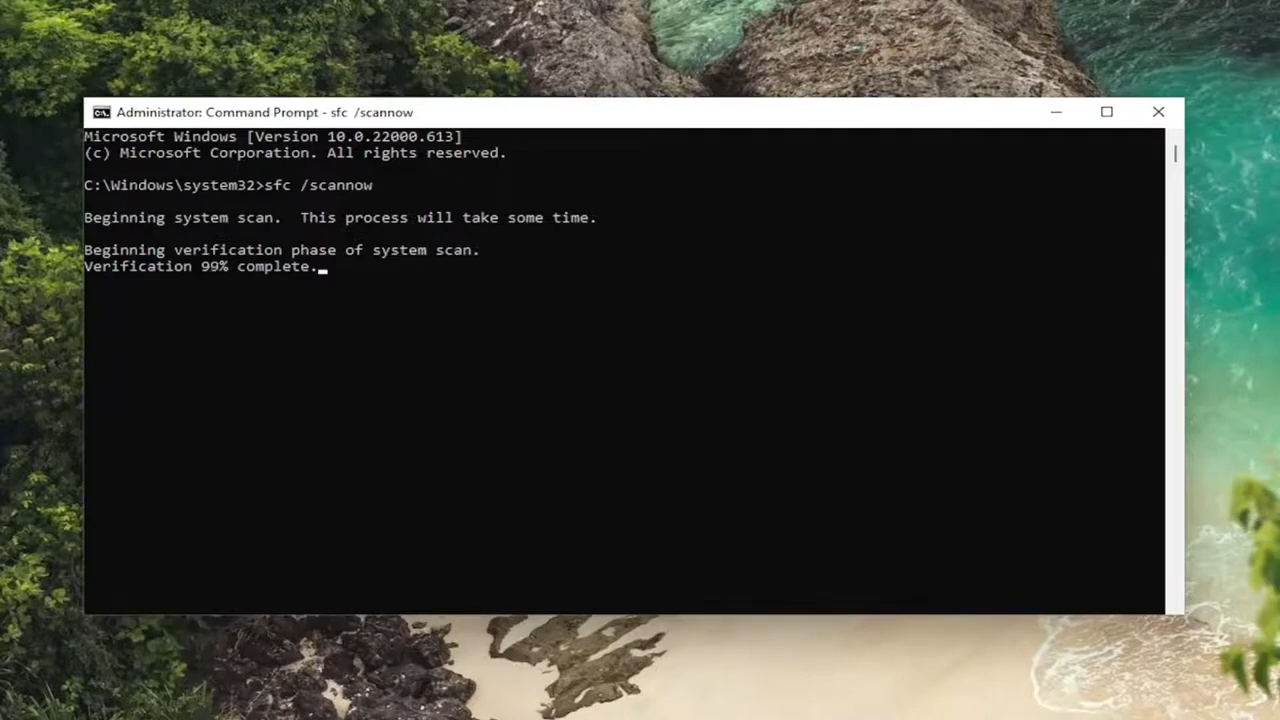 Administrator: Command Prompt - sfc /scannow
Microsoft Windows [Version 10.0.22000.613]
(c) Microsoft Corporation. All rights reserved.
C:\Windows\system32>sfc /scannow
Beginning system scan.  This process will take some time.
Beginning verification phase of system scan.
Verification 99% complete.